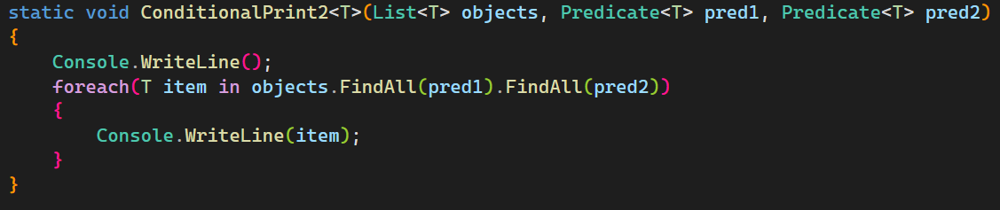 static void ConditionalPrint2<T>(List<T> objects, Predicate<T> pred1, Predicate<T> pred2)
{
    Console.WriteLine();
    foreach(T item in objects.FindAll(pred1).FindAll(pred2))
    {
        Console.WriteLine(item);
    }
}